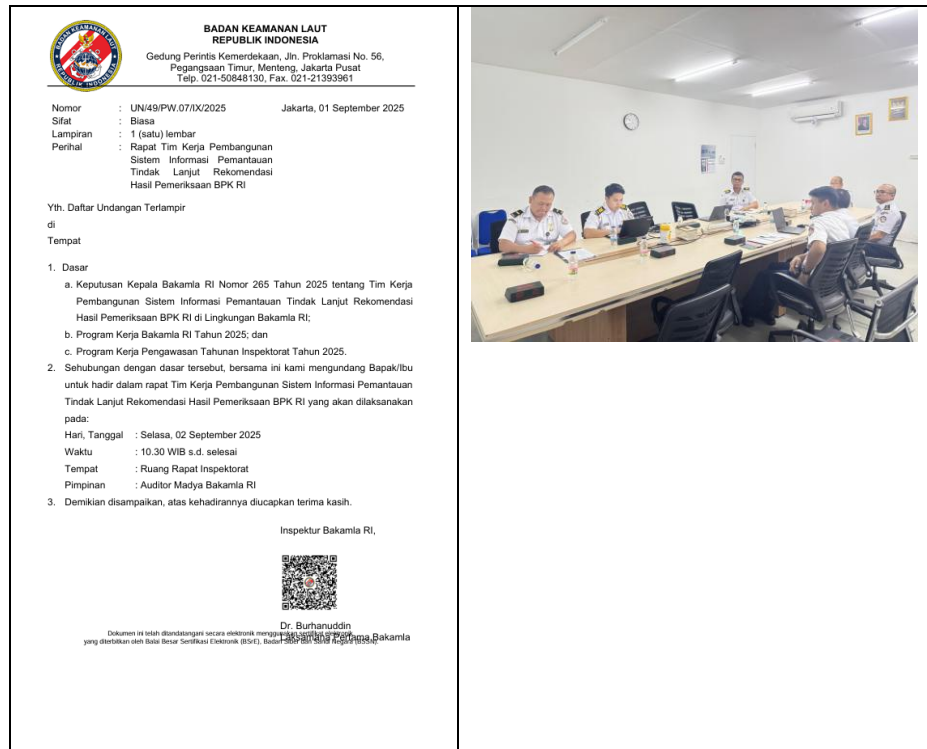 BADAN KEAMANAN LAUT
REPUBLIK INDONESIA
BADAN KEAMANAN LAUT
REPUBLIK INDONESIA
Gedung Perintis Kemerdekaan, Jln. Proklamasi No. 56,
Pegangsaan Timur, Menteng, Jakarta Pusat
Telp. 021-50848130, Fax. 021-21393961
Nomor : UN/49/PW.07/IX/2025 Jakarta, 01 September 2025
Sifat : Biasa
Lampiran : 1 (satu) lembar
Perihal : Rapat Tim Kerja Pembangunan
Sistem Informasi Pemantauan
Tindak Lanjut Rekomendasi
Hasil Pemeriksaan BPK RI
Yth. Daftar Undangan Terlampir
di
Tempat
1. Dasar
a. Keputusan Kepala Bakamla RI Nomor 265 Tahun 2025 tentang Tim Kerja
Pembangunan Sistem Informasi Pemantauan Tindak Lanjut Rekomendasi
Hasil Pemeriksaan BPK RI di Lingkungan Bakamla RI;
b. Program Kerja Bakamla RI Tahun 2025; dan
c. Program Kerja Pengawasan Tahunan Inspektorat Tahun 2025.
2. Sehubungan dengan dasar tersebut, bersama ini kami mengundang Bapak/Ibu
untuk hadir dalam rapat Tim Kerja Pembangunan Sistem Informasi Pemantauan
Tindak Lanjut Rekomendasi Hasil Pemeriksaan BPK RI yang akan dilaksanakan
pada:
Hari, Tanggal : Selasa, 02 September 2025
Waktu : 10.30 WIB s.d. selesai
Tempat : Ruang Rapat Inspektorat
Pimpinan : Auditor Madya Bakamla RI
3. Demikian disampaikan, atas kehadirannya diucapkan terima kasih.
Inspektur Bakamla RI,
Dr. Burhanuddin
Laksamana Pertama Bakamla
Dokumen ini telah ditandatangani secara elektronik menggunakan sertifikat elektronik
yang diterbitkan oleh Balai Besar Sertifikasi Elektronik (BSrE), Badan Siber dan Sandi Negara (BSSN).